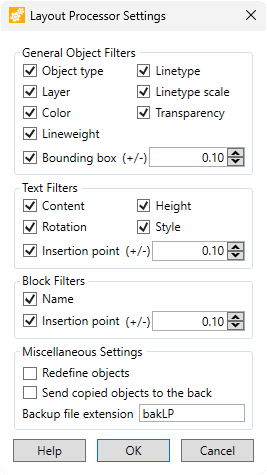 Layout Processor Settings
General Object Filters
Object type Linetype
Layer Linetype scale
Color Transparency
Lineweight
Bounding box (+/-) 0.10
Text Filters
Content Height
Rotation Style
Insertion point (+/-) 0.10
Block Filters
Name
Insertion point (+/-) 0.10
Miscellaneous Settings
Redefine objects
Send copied objects to the back
Backup file extension bakLP
Help OK Cancel